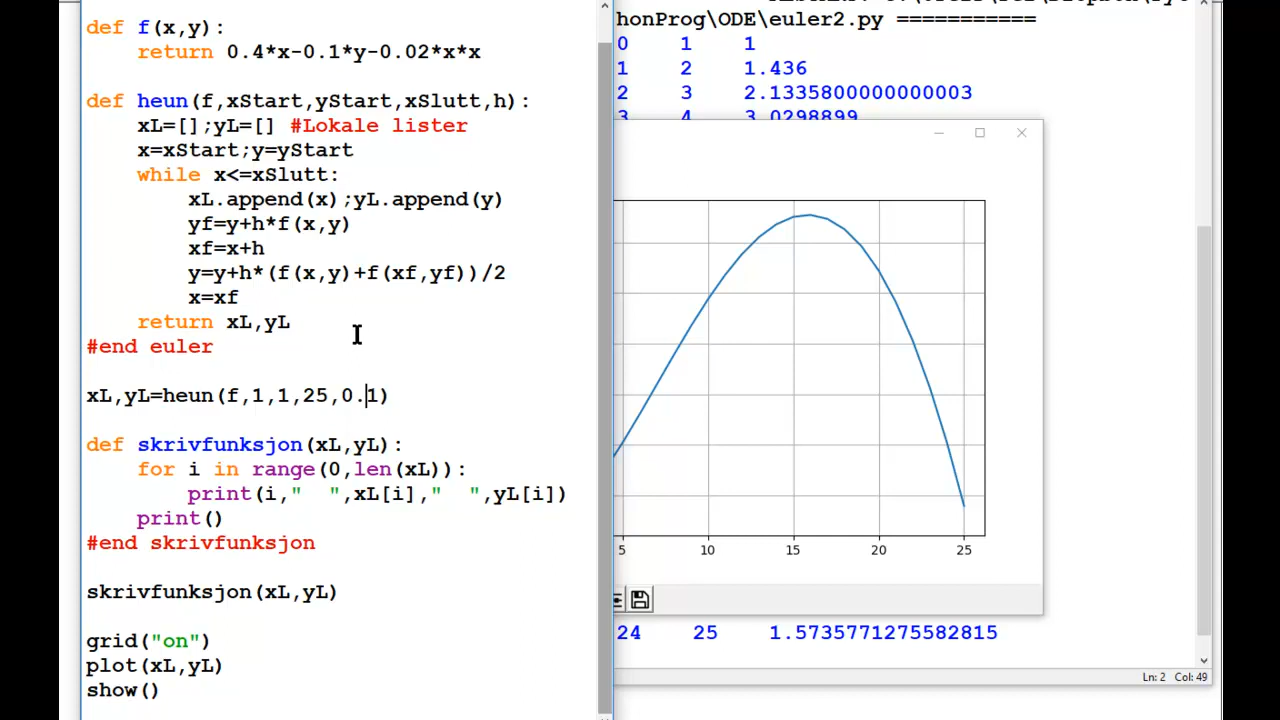 def f(x,y):
return 0.4*x-0.1*y-0.02*x*x
def heun(f,xStart,yStart,xSlutt,h):
xL=[];yL=[] #Lokale lister
x=xStart;y=yStart
while x<=xSlutt:
xL.append(x);yL.append(y)
yf=y+h*f(x,y)
xf=x+h
y=y+h*(f(x,y)+f(xf,yf))/2
x=xf
return xL,yL
#end euler
xL,yL=heun(f,1,1,25,0.1)
def skrivfunksjon(xL,yL):
for i in range(0,len(xL)):
print(i,"  ",xL[i],"  ",yL[i])
print()
#end skrivfunksjon
skrivfunksjon(xL,yL)
grid("on")
plot(xL,yL)
show()
honProg\ODE\euler2.py ===========
0 1 1
1 2 1.436
2 3 2.1335800000000003
3 4 3.0298899
5 10 15 20 25
24 25 1.5735771275582815
Ln: 2 Col: 49